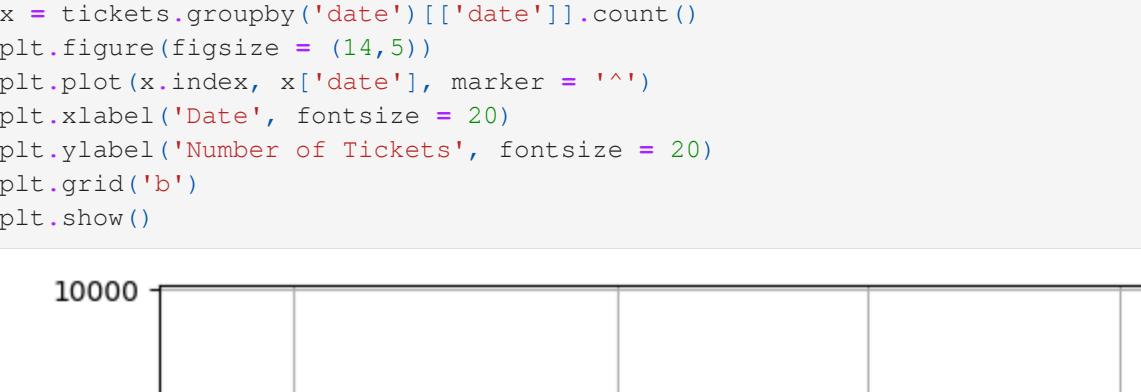 x = tickets.groupby('date')[['date']].count()
plt.figure(figsize = (14,5))
plt.plot(x.index, x['date'], marker = '^')
plt.xlabel('Date', fontsize = 20)
plt.ylabel('Number of Tickets', fontsize = 20)
plt.grid('b')
plt.show()
10000